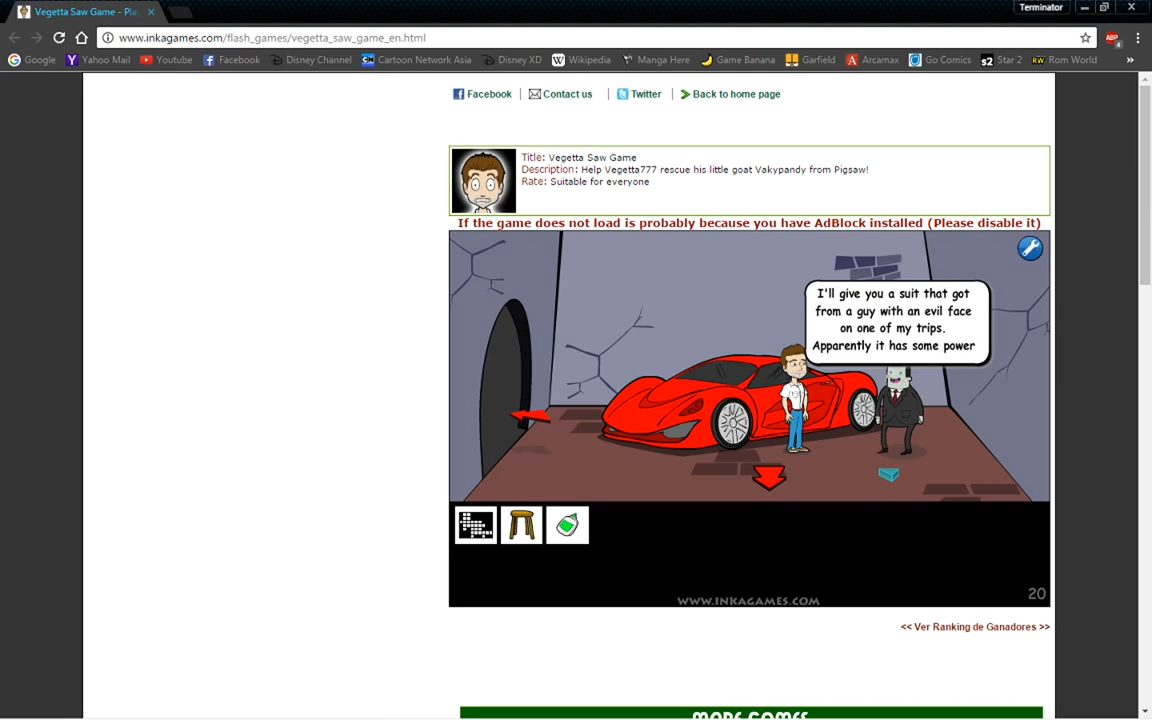 Vegetta Saw Game - Pla
Terminator
www.inkagames.com/flash_games/vegetta_saw_game_en.html
ABP
4
Google Yahoo Mail Youtube Facebook Disney Channel Cartoon Network Asia Disney XD Wikipedia Manga Here Game Banana Garfield Arcamax Go Comics Star 2 Rom World »
Facebook | Contact us | Twitter | Back to home page
Title: Vegetta Saw Game
Description: Help Vegetta777 rescue his little goat Vakypandy from Pigsaw!
Rate: Suitable for everyone
If the game does not load is probably because you have AdBlock installed (Please disable it)
I'll give you a suit that got
from a guy with an evil face
on one of my trips.
Apparently it has some power
WWW.INKAGAMES.COM
20
<< Ver Ranking de Ganadores >>
MORE GAMES